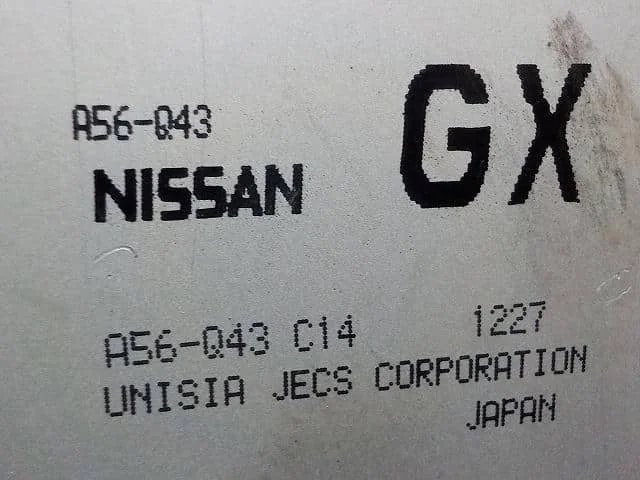 A56-Q43
NISSAN
GX
A56-Q43 C14 1227
UNISIA JECS CORPORATION
JAPAN